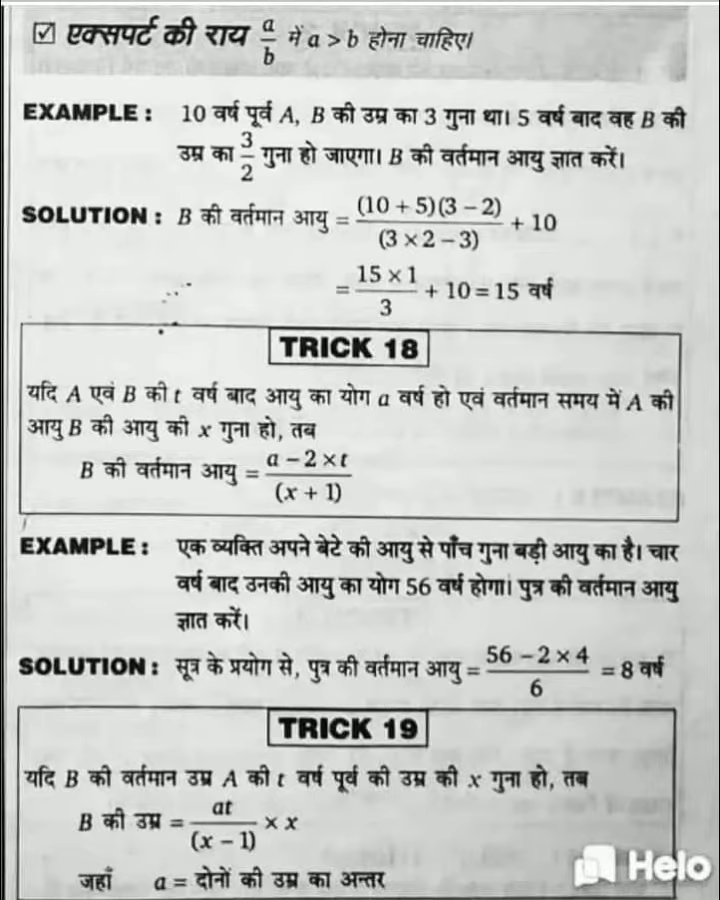 ☑ एक्सपर्ट की राय a/b में a > b होना चाहिए।
EXAMPLE : 10 वर्ष पूर्व A, B की उम्र का 3 गुना था। 5 वर्ष बाद वह B की
उम्र का 3/2 गुना हो जाएगा। B की वर्तमान आयु ज्ञात करें।
SOLUTION : B की वर्तमान आयु = (10 + 5)(3 – 2)/(3 × 2 – 3) + 10
= 15 × 1/3 + 10 = 15 वर्ष
TRICK 18
यदि A एवं B की t वर्ष बाद आयु का योग a वर्ष हो एवं वर्तमान समय में A की
आयु B की आयु की x गुना हो, तब
B की वर्तमान आयु = a – 2 × t/(x + 1)
EXAMPLE : एक व्यक्ति अपने बेटे की आयु से पाँच गुना बड़ी आयु का है। चार
वर्ष बाद उनकी आयु का योग 56 वर्ष होगा। पुत्र की वर्तमान आयु
ज्ञात करें।
SOLUTION : सूत्र के प्रयोग से, पुत्र की वर्तमान आयु = 56 – 2 × 4/6 = 8 वर्ष
TRICK 19
यदि B की वर्तमान उम्र A की t वर्ष पूर्व की उम्र की x गुना हो, तब
B की उम्र = at/(x – 1) × x
जहाँ a = दोनों की उम्र का अन्तर
Helo